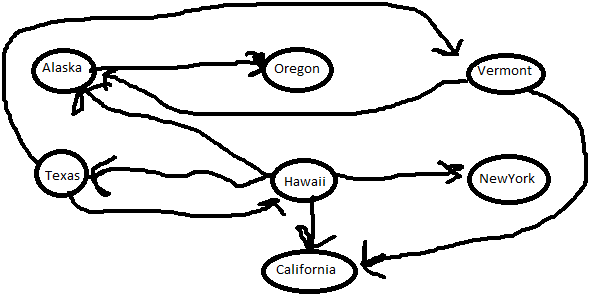 Alaska
Oregon
Vermont
Texas
Hawaii
NewYork
California